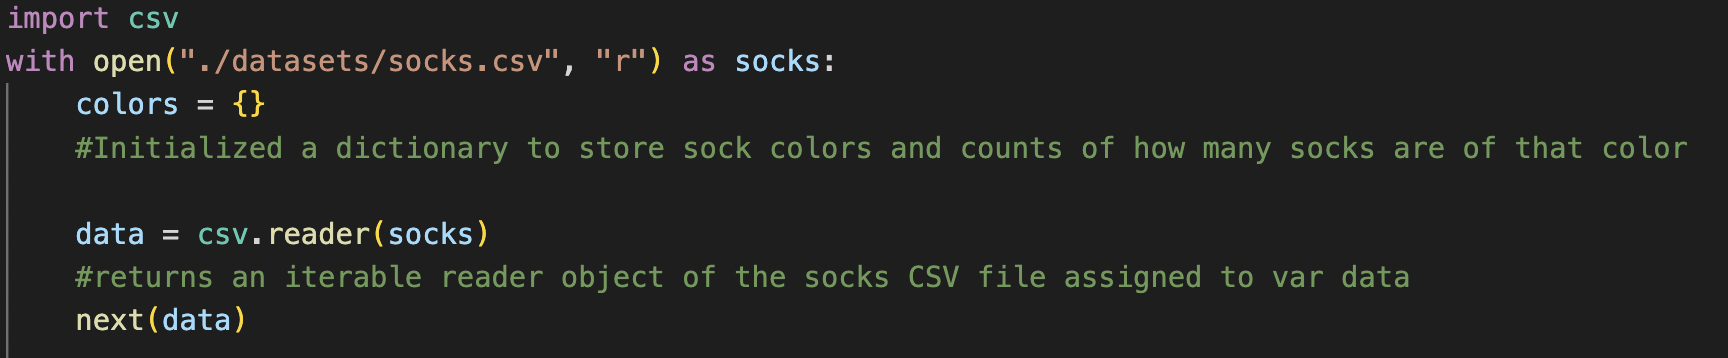 import csv
with open("./datasets/socks.csv", "r") as socks:
    colors = {}
    #Initialized a dictionary to store sock colors and counts of how many socks are of that color
    data = csv.reader(socks)
    #returns an iterable reader object of the socks CSV file assigned to var data
    next(data)